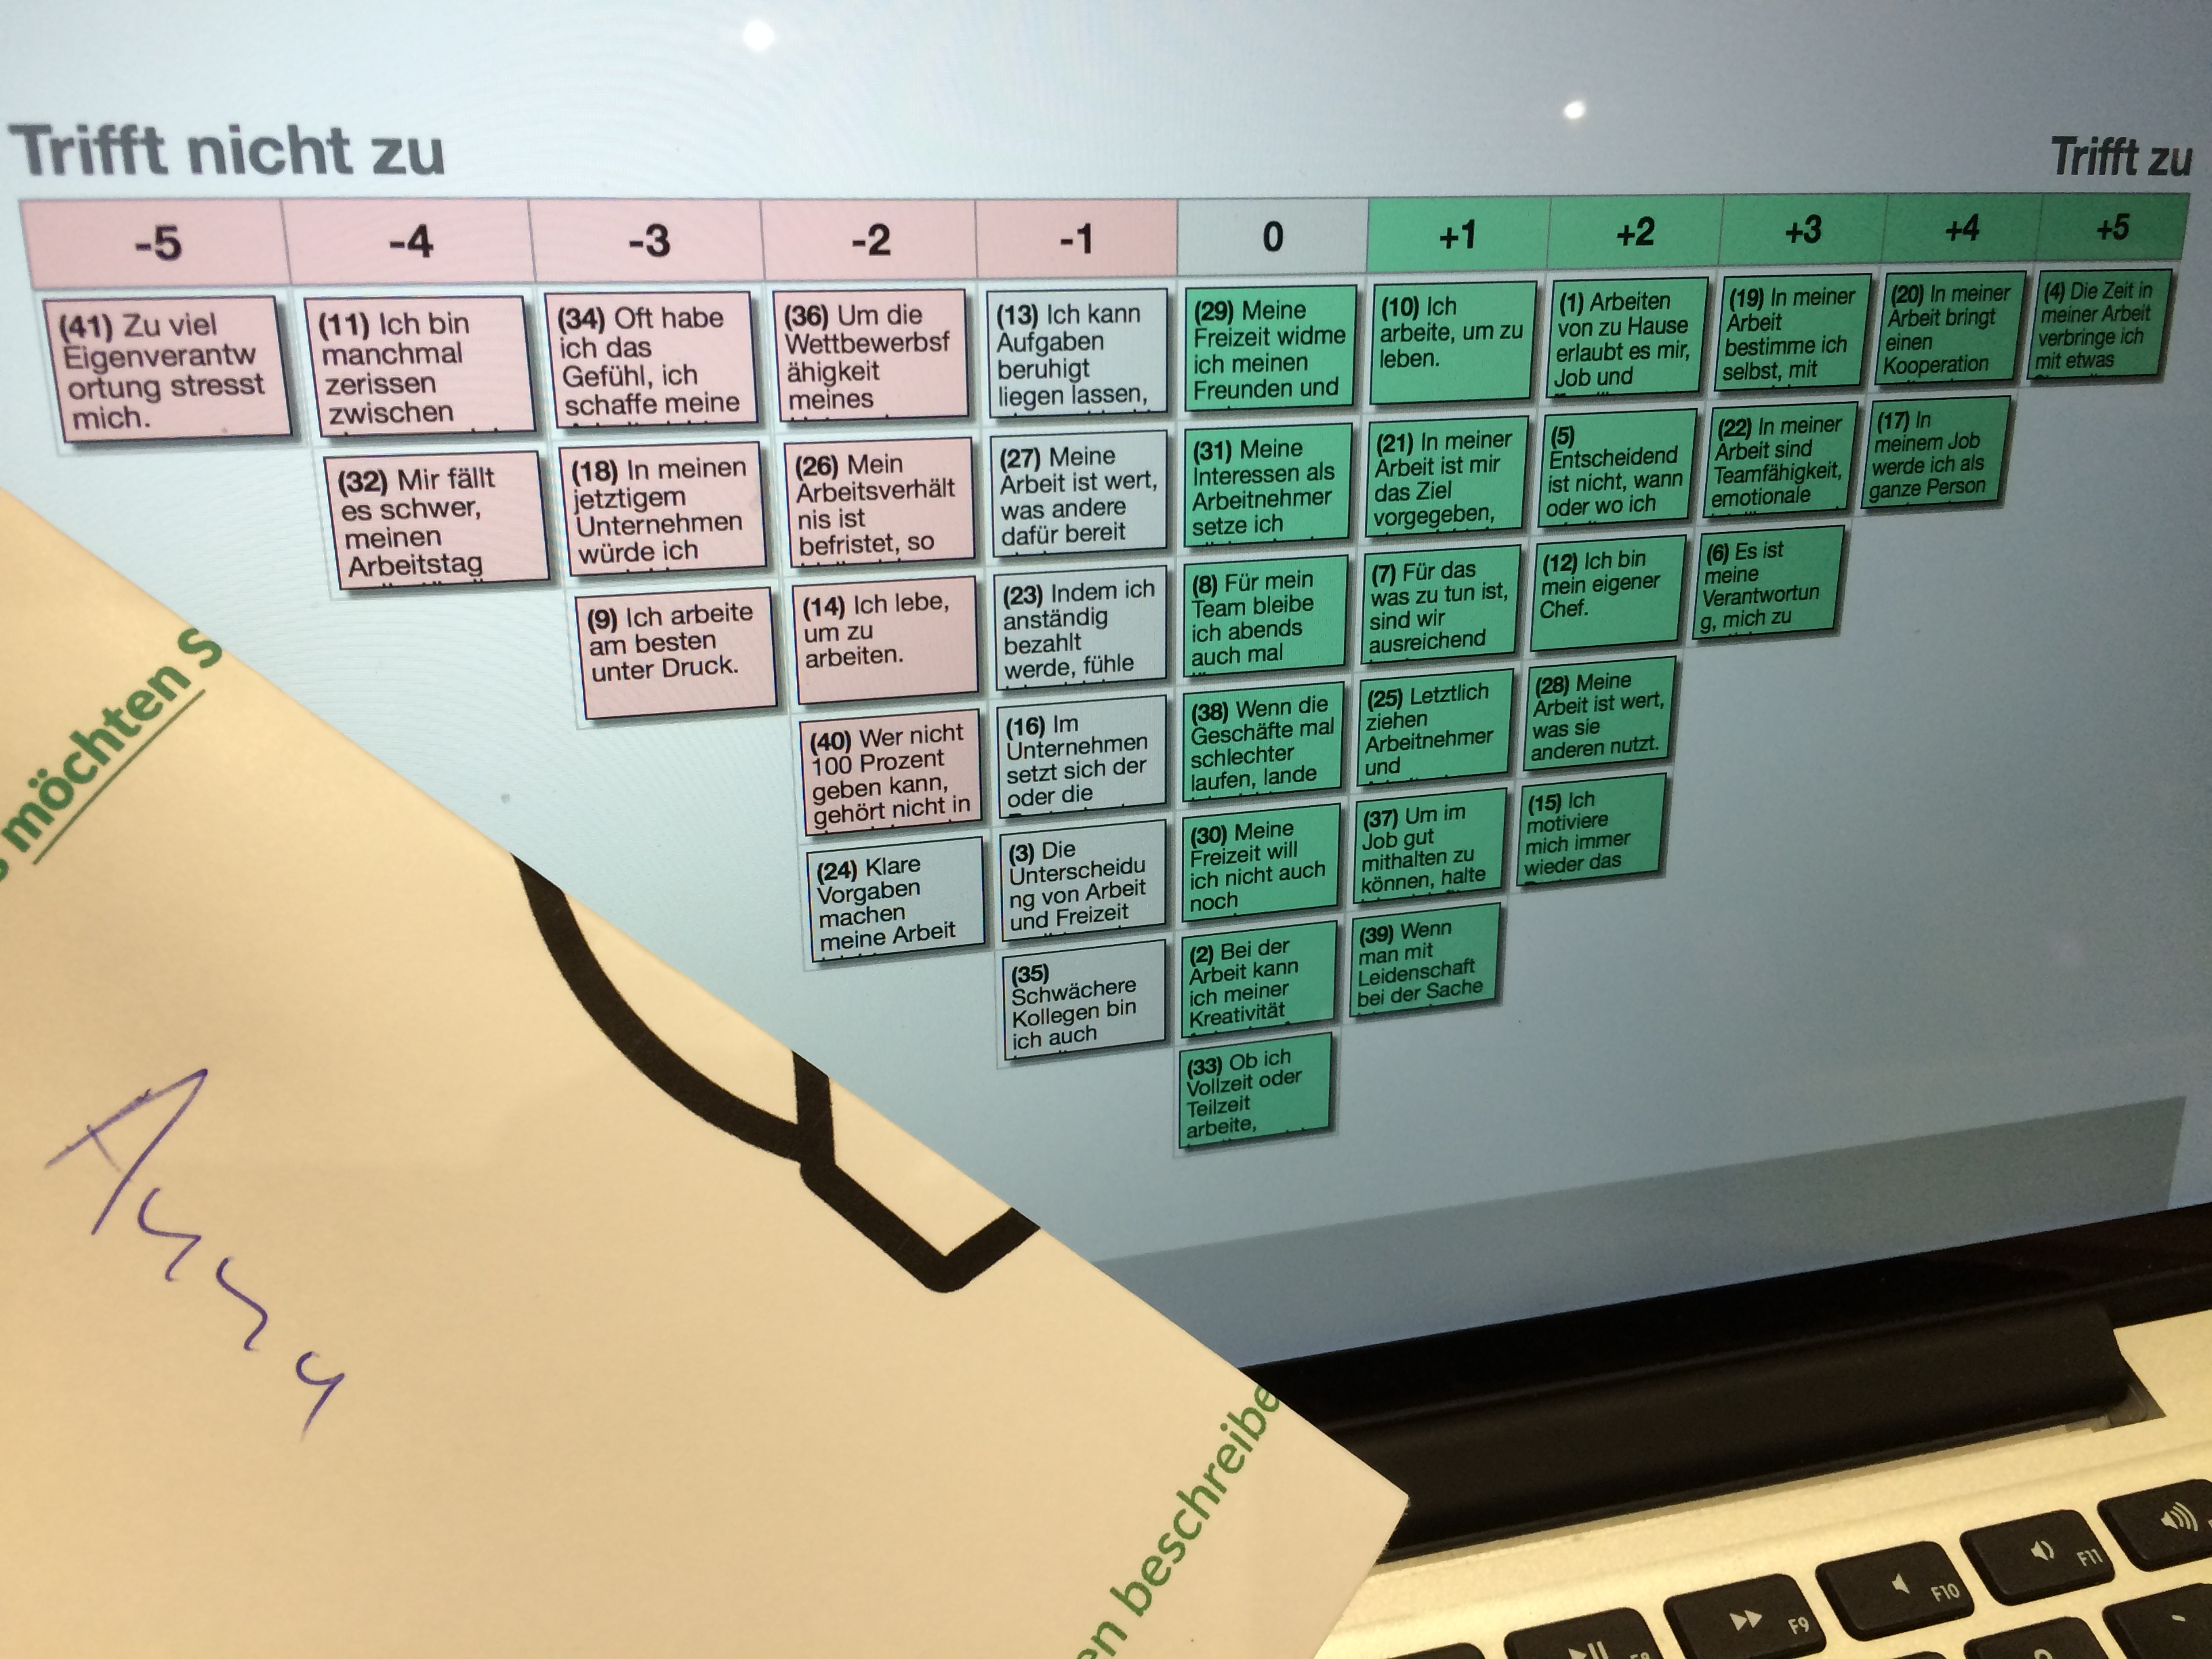 Trifft nicht zu
Trifft zu
-5
-4
-3
-2
-1
0
+1
+2
+3
+4
+5
(41) Zu viel
Eigenverantw
ortung stresst
mich.
(11) Ich bin
manchmal
zerissen
zwischen
(32) Mir fällt
es schwer,
meinen
Arbeitstag
(34) Oft habe
ich das
Gefühl, ich
schaffe meine
(18) In meinen
jetztigem
Unternehmen
würde ich
(9) Ich arbeite
am besten
unter Druck.
(36) Um die
Wettbewerbsf
ähigkeit
meines
(26) Mein
Arbeitsverhält
nis ist
befristet, so
(14) Ich lebe,
um zu
arbeiten.
(40) Wer nicht
100 Prozent
geben kann,
gehört nicht in
(24) Klare
Vorgaben
machen
meine Arbeit
(13) Ich kann
Aufgaben
beruhigt
liegen lassen,
(27) Meine
Arbeit ist wert,
was andere
dafür bereit
(23) Indem ich
anständig
bezahlt
werde, fühle
(16) Im
Unternehmen
setzt sich der
oder die
(3) Die
Unterscheidu
ng von Arbeit
und Freizeit
(35)
Schwächere
Kollegen bin
ich auch
(29) Meine
Freizeit widme
ich meinen
Freunden und
(31) Meine
Interessen als
Arbeitnehmer
setze ich
(8) Für mein
Team bleibe
ich abends
auch mal
(38) Wenn die
Geschäfte mal
schlechter
laufen, lande
(30) Meine
Freizeit will
ich nicht auch
noch
(2) Bei der
Arbeit kann
ich meiner
Kreativität
(33) Ob ich
Vollzeit oder
Teilzeit
arbeite,
(10) Ich
arbeite, um zu
leben.
(21) In meiner
Arbeit ist mir
das Ziel
vorgegeben,
(7) Für das
was zu tun ist,
sind wir
ausreichend
(25) Letztlich
ziehen
Arbeitnehmer
und
(37) Um im
Job gut
mithalten zu
können, halte
(39) Wenn
man mit
Leidenschaft
bei der Sache
(1) Arbeiten
von zu Hause
erlaubt es mir,
Job und
(5)
Entscheidend
ist nicht, wann
oder wo ich
(12) Ich bin
mein eigener
Chef.
(28) Meine
Arbeit ist wert,
was sie
anderen nutzt.
(15) Ich
motiviere
mich immer
wieder das
(19) In meiner
Arbeit
bestimme ich
selbst, mit
(22) In meiner
Arbeit sind
Teamfähigkeit,
emotionale
(6) Es ist
meine
Verantwortun
g, mich zu
(20) In meiner
Arbeit bringt
einen
Kooperation
(17) In
meinem Job
werde ich als
ganze Person
(4) Die Zeit in
meiner Arbeit
verbringe ich
mit etwas
möchten S
en beschreibe
F9
F10
F11